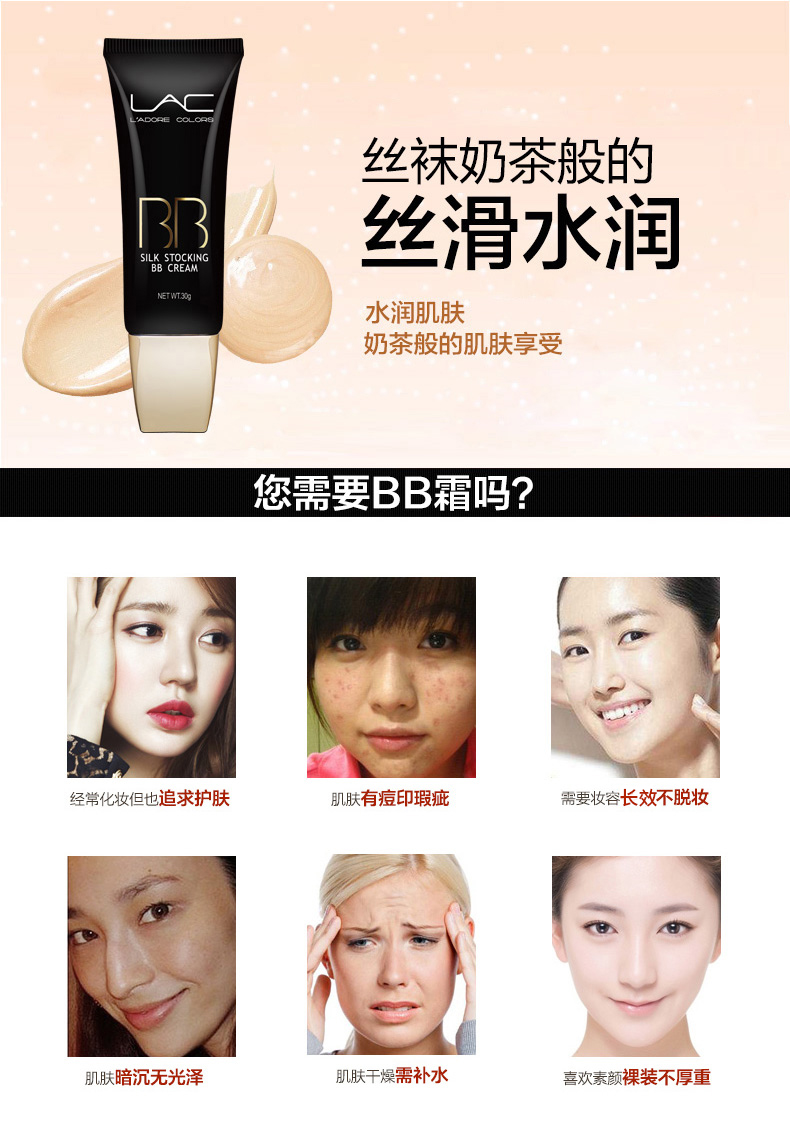 LAC
L'ADORE COLORS
BB
SILK STOCKING
BB CREAM
NET WT.30g
丝袜奶茶般的
丝滑水润
水润肌肤
奶茶般的肌肤享受
您需要BB霜吗?
经常化妆但也追求护肤
肌肤有痘印瑕疵
需要妆容长效不脱妆
肌肤暗沉无光泽
肌肤干燥需补水
喜欢素颜裸装不厚重